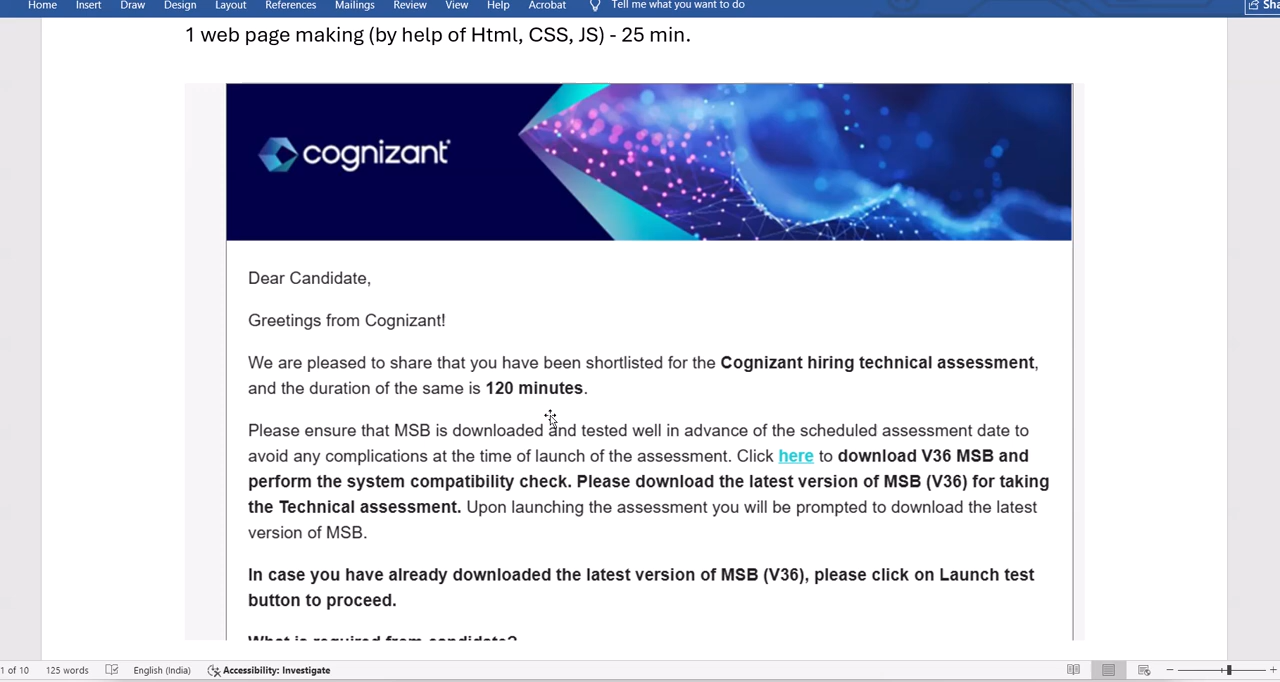 Home Insert Draw Design Layout References Mailings Review View Help Acrobat Tell me what you want to do
1 web page making (by help of Html, CSS, JS) - 25 min.
cognizant
Dear Candidate,
Greetings from Cognizant!
We are pleased to share that you have been shortlisted for the Cognizant hiring technical assessment,
and the duration of the same is 120 minutes.
Please ensure that MSB is downloaded and tested well in advance of the scheduled assessment date to
avoid any complications at the time of launch of the assessment. Click here to download V36 MSB and
perform the system compatibility check. Please download the latest version of MSB (V36) for taking
the Technical assessment. Upon launching the assessment you will be prompted to download the latest
version of MSB.
In case you have already downloaded the latest version of MSB (V36), please click on Launch test
button to proceed.
What is required from candidate?
1 of 10 125 words English (India) Accessibility: Investigate